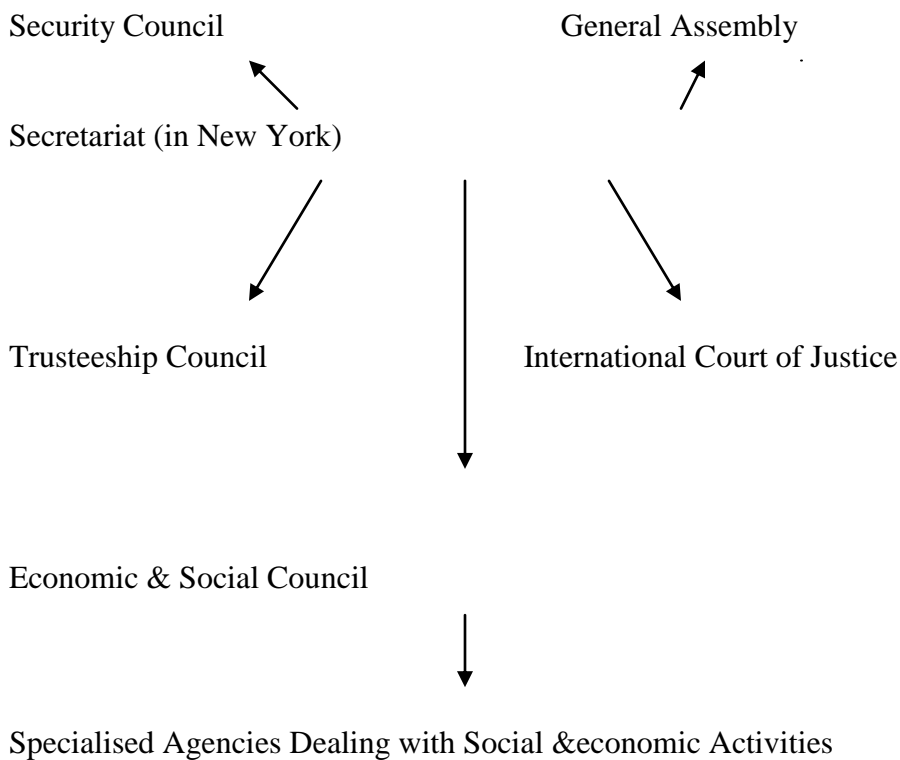 Security Council General Assembly
Secretariat (in New York)
Trusteeship Council International Court of Justice
Economic & Social Council
Specialised Agencies Dealing with Social &economic Activities